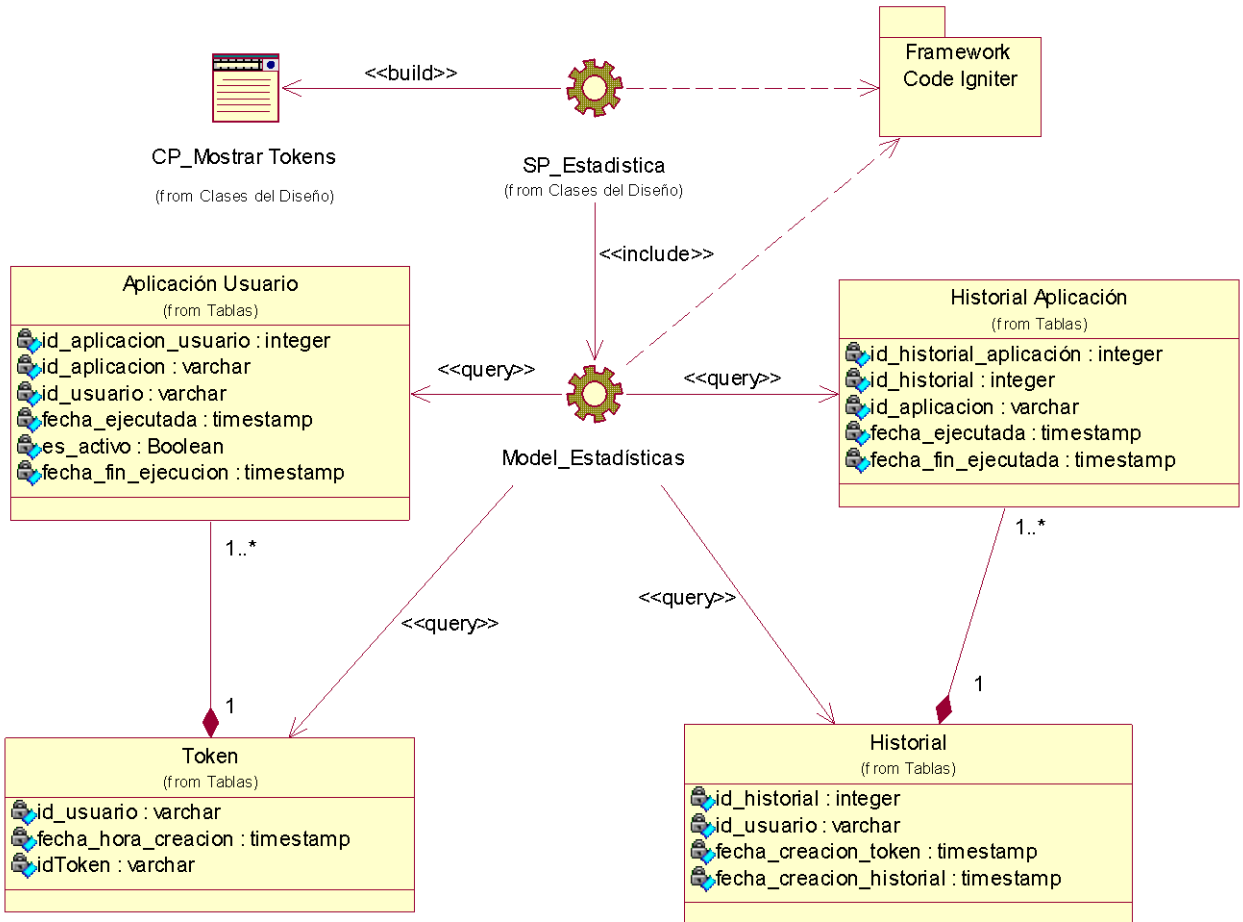 Framework
Code Igniter
<<build>>
CP_Mostrar Tokens
(from Clases del Diseño)
SP_Estadistica
(from Clases del Diseño)
<<include>>
Aplicación Usuario
(from Tablas)
id_aplicacion_usuario : integer
id_aplicacion : varchar
id_usuario : varchar
fecha_ejecutada : timestamp
es_activo : Boolean
fecha_fin_ejecucion : timestamp
<<query>>
<<query>>
Model_Estadísticas
Historial Aplicación
(from Tablas)
id_historial_aplicación : integer
id_historial : integer
id_aplicacion : varchar
fecha_ejecutada : timestamp
fecha_fin_ejecutada : timestamp
1..*
1..*
<<query>>
<<query>>
1
1
Token
(from Tablas)
id_usuario : varchar
fecha_hora_creacion : timestamp
idToken : varchar
Historial
(from Tablas)
id_historial : integer
id_usuario : varchar
fecha_creacion_token : timestamp
fecha_creacion_historial : timestamp